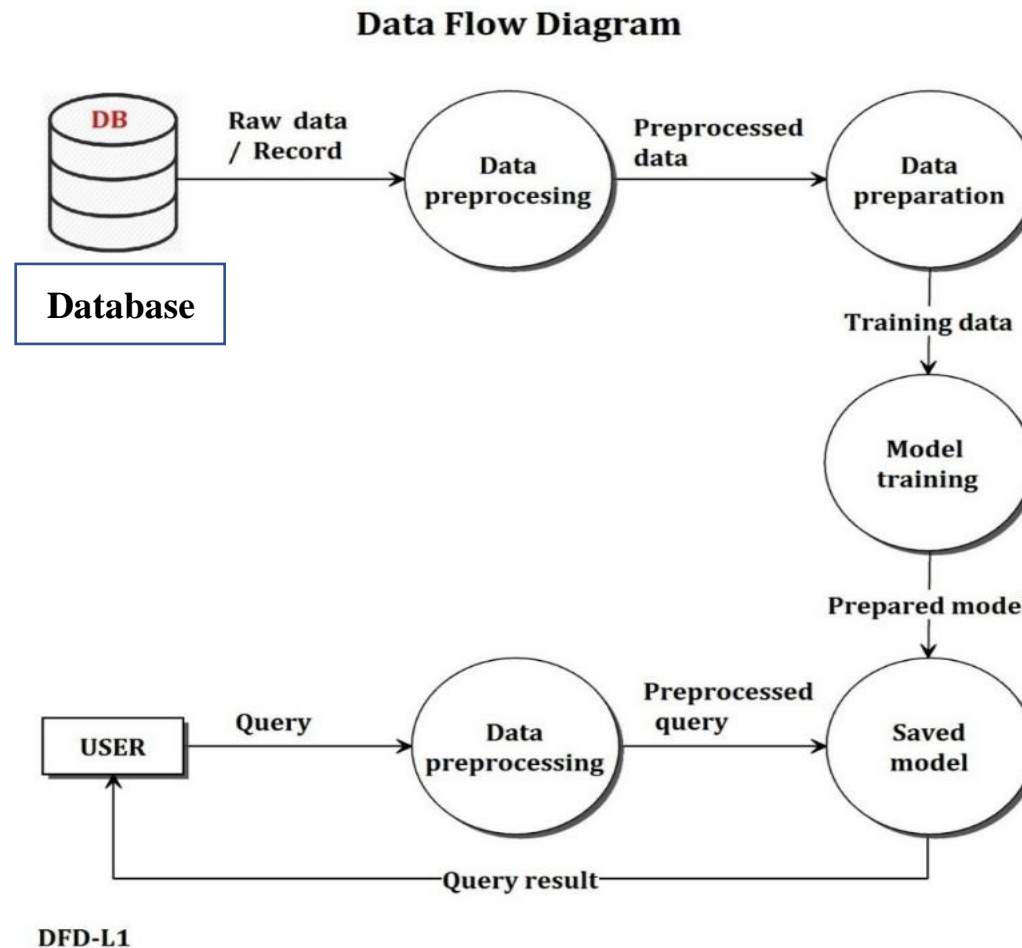 Data Flow Diagram
DB
Raw data
/ Record
Data
preprocesing
Preprocessed
data
Data
preparation
Database
Training data
Model
training
Prepared mode
USER
Query
Data
preprocessing
Preprocessed
query
Saved
model
Query result
DFD-L1